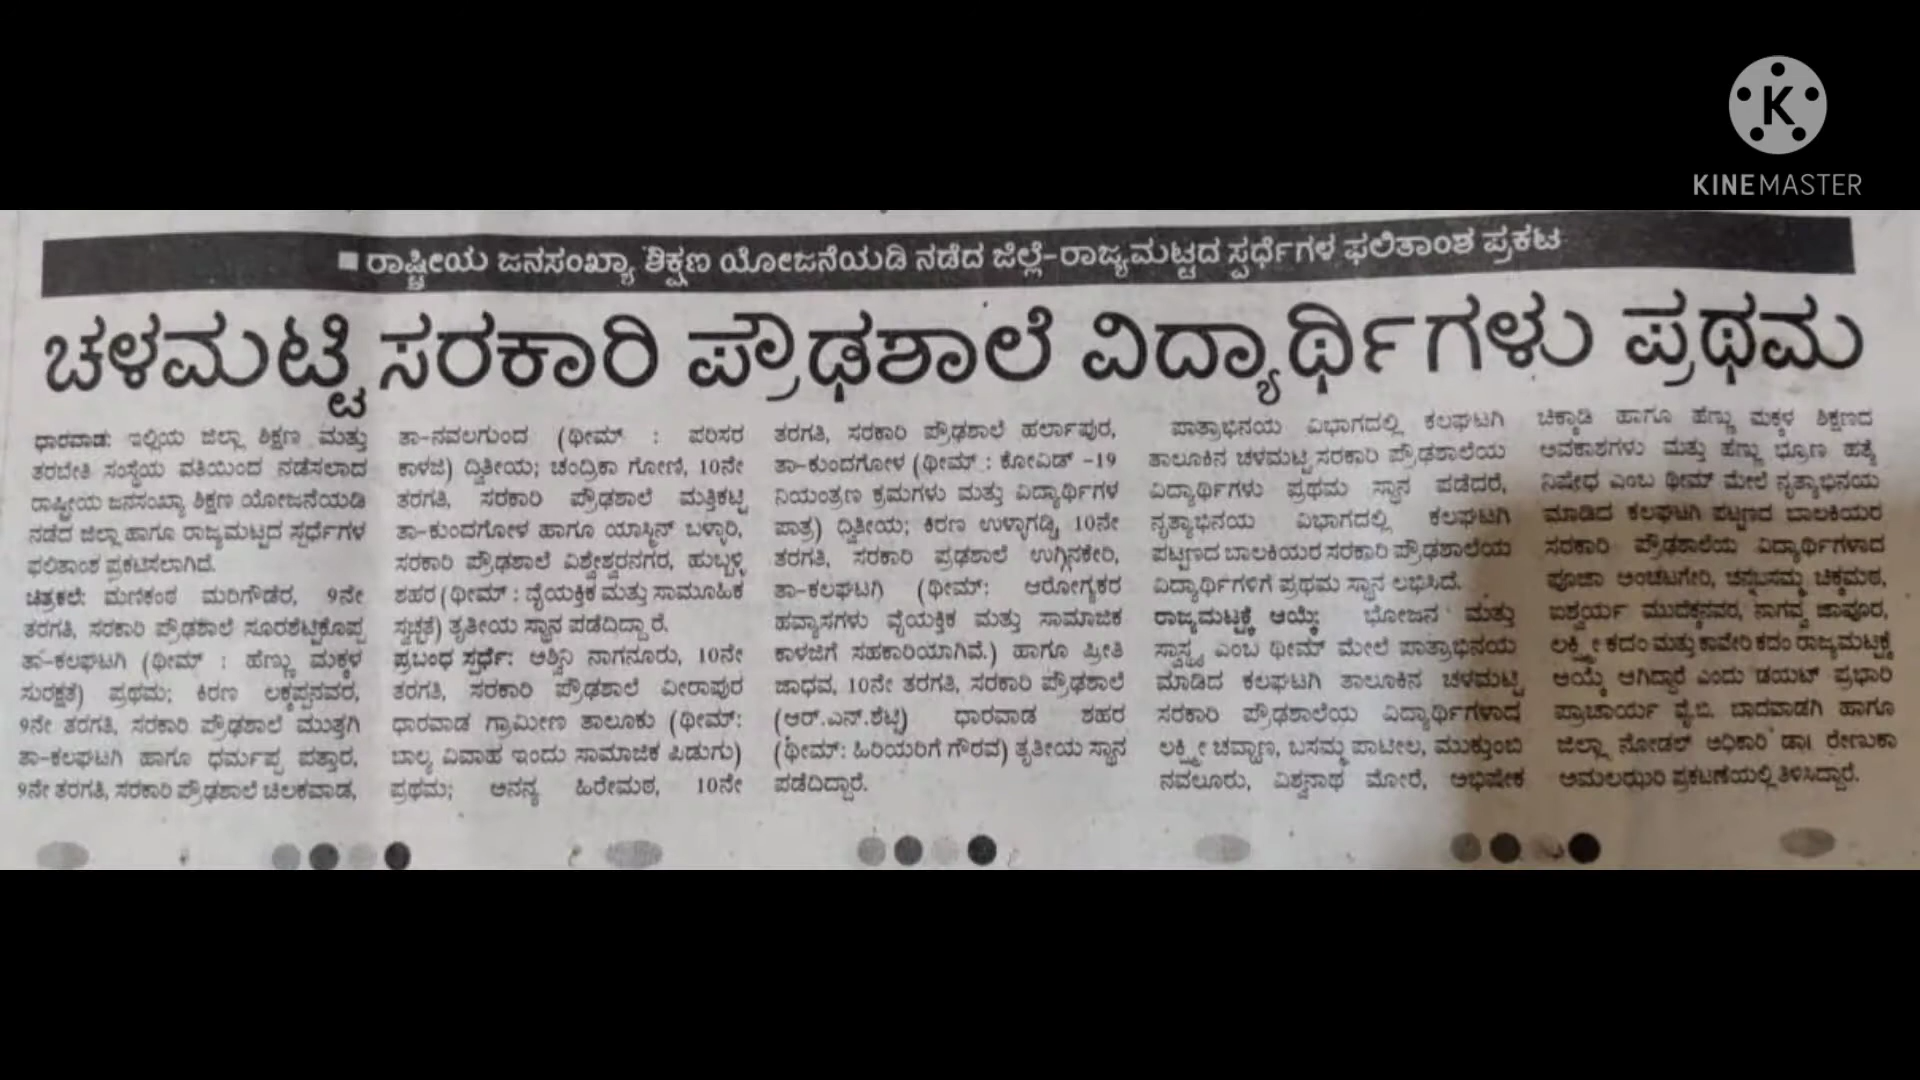 K
KINEMASTER
■ ರಾಷ್ಟ್ರೀಯ ಜನಸಂಖ್ಯಾ ಶಿಕ್ಷಣ ಯೋಜನೆಯಡಿ ನಡೆದ ಜಿಲ್ಲೆ-ರಾಜ್ಯಮಟ್ಟದ ಸ್ಪರ್ಧೆಗಳ ಫಲಿತಾಂಶ ಪ್ರಕಟ
ಚಳಮಟ್ಟಿ ಸರಕಾರಿ ಪ್ರೌಢಶಾಲೆ ವಿದ್ಯಾರ್ಥಿಗಳು ಪ್ರಥಮ
ಧಾರವಾಡ: ಇಲ್ಲಿಯ ಜಿಲ್ಲಾ ಶಿಕ್ಷಣ ಮತ್ತು
ತರಬೇತಿ ಸಂಸ್ಥೆಯ ವತಿಯಿಂದ ನಡೆಸಲಾದ
ರಾಷ್ಟ್ರೀಯ ಜನಸಂಖ್ಯಾ ಶಿಕ್ಷಣ ಯೋಜನೆಯಡಿ
ನಡೆದ ಜಿಲ್ಲಾ ಹಾಗೂ ರಾಜ್ಯಮಟ್ಟದ ಸ್ಪರ್ಧೆಗಳ
ಫಲಿತಾಂಶ ಪ್ರಕಟಿಸಲಾಗಿದೆ.
ಚಿತ್ರಕಲೆ: ಮಣಿಕಂಠ ಮರಿಗೌಡರ, 9ನೇ
ತರಗತಿ, ಸರಕಾರಿ ಪ್ರೌಢಶಾಲೆ ಸೂರಶೆಟ್ಟಿಕೊಪ್ಪ
ತಾ-ಕಲಘಟಗಿ (ಥೀಮ್ : ಹೆಣ್ಣು ಮಕ್ಕಳ
ಸುರಕ್ಷತೆ) ಪ್ರಥಮ; ಕಿರಣ ಲಕ್ಕಪ್ಪನವರ,
9ನೇ ತರಗತಿ, ಸರಕಾರಿ ಪ್ರೌಢಶಾಲೆ ಮುತ್ತಗಿ
ತಾ-ಕಲಘಟಗಿ ಹಾಗೂ ಧರ್ಮಪ್ಪ ಪತ್ತಾರ,
9ನೇ ತರಗತಿ, ಸರಕಾರಿ ಪ್ರೌಢಶಾಲೆ ಚಿಲಕವಾಡ,
ತಾ-ನವಲಗುಂದ (ಥೀಮ್ : ಪರಿಸರ
ಕಾಳಜಿ) ದ್ವಿತೀಯ; ಚಂದ್ರಿಕಾ ಗೋಣಿ, 10ನೇ
ತರಗತಿ, ಸರಕಾರಿ ಪ್ರೌಢಶಾಲೆ ಮತ್ತಿಕಟ್ಟಿ
ತಾ-ಕುಂದಗೋಳ ಹಾಗೂ ಯಾಸ್ಮಿನ್ ಬಳ್ಳಾರಿ,
ಸರಕಾರಿ ಪ್ರೌಢಶಾಲೆ ವಿಶ್ವೇಶ್ವರನಗರ, ಹುಬ್ಬಳ್ಳಿ
ಶಹರ (ಥೀಮ್ : ವೈಯಕ್ತಿಕ ಮತ್ತು ಸಾಮೂಹಿಕ
ಸ್ವಚ್ಛತೆ) ತೃತೀಯ ಸ್ಥಾನ ಪಡೆದಿದ್ದಾರೆ.
ಪ್ರಬಂಧ ಸ್ಪರ್ಧೆ: ಅಶ್ವಿನಿ ನಾಗನೂರು, 10ನೇ
ತರಗತಿ, ಸರಕಾರಿ ಪ್ರೌಢಶಾಲೆ ವೀರಾಪುರ
ಧಾರವಾಡ ಗ್ರಾಮೀಣ ತಾಲೂಕು (ಥೀಮ್:
ಬಾಲ್ಯ ವಿವಾಹ ಇಂದು ಸಾಮಾಜಿಕ ಪಿಡುಗು)
ಪ್ರಥಮ; ಅನನ್ಯ ಹಿರೇಮಠ, 10ನೇ
ತರಗತಿ, ಸರಕಾರಿ ಪ್ರೌಢಶಾಲೆ ಹರ್ಲಾಪುರ,
ತಾ-ಕುಂದಗೋಳ (ಥೀಮ್ : ಕೋವಿಡ್ -19
ನಿಯಂತ್ರಣ ಕ್ರಮಗಳು ಮತ್ತು ವಿದ್ಯಾರ್ಥಿಗಳ
ಪಾತ್ರ) ದ್ವಿತೀಯ; ಕಿರಣ ಉಳ್ಳಾಗಡ್ಡಿ, 10ನೇ
ತರಗತಿ, ಸರಕಾರಿ ಪ್ರಢಶಾಲೆ ಉಗ್ನಿನಕೇರಿ,
ತಾ-ಕಲಘಟಗಿ (ಥೀಮ್: ಆರೋಗ್ಯಕರ
ಹವ್ಯಾಸಗಳು ವೈಯಕ್ತಿಕ ಮತ್ತು ಸಾಮಾಜಿಕ
ಕಾಳಜಿಗೆ ಸಹಕಾರಿಯಾಗಿವೆ.) ಹಾಗೂ ಪ್ರೀತಿ
ಜಾಧವ, 10ನೇ ತರಗತಿ, ಸರಕಾರಿ ಪ್ರೌಢಶಾಲೆ
(ಆರ್.ಎನ್.ಶೆಟ್ಟಿ) ಧಾರವಾಡ ಶಹರ
(ಥೀಮ್: ಹಿರಿಯರಿಗೆ ಗೌರವ) ತೃತೀಯ ಸ್ಥಾನ
ಪಡೆದಿದ್ದಾರೆ.
ಪಾತ್ರಾಭಿನಯ ವಿಭಾಗದಲ್ಲಿ ಕಲಘಟಗಿ
ತಾಲೂಕಿನ ಚಳಮಟ್ಟಿ ಸರಕಾರಿ ಪ್ರೌಢಶಾಲೆಯ
ವಿದ್ಯಾರ್ಥಿಗಳು ಪ್ರಥಮ ಸ್ಥಾನ ಪಡೆದರೆ,
ನೃತ್ಯಾಭಿನಯ ವಿಭಾಗದಲ್ಲಿ ಕಲಘಟಗಿ
ಪಟ್ಟಣದ ಬಾಲಕಿಯರ ಸರಕಾರಿ ಪ್ರೌಢಶಾಲೆಯ
ವಿದ್ಯಾರ್ಥಿಗಳಿಗೆ ಪ್ರಥಮ ಸ್ಥಾನ ಲಭಿಸಿದೆ.
ರಾಜ್ಯಮಟ್ಟಕ್ಕೆ ಆಯ್ಕೆ: ಭೋಜನ ಮತ್ತು
ಸ್ವಾಸ್ಥ್ಯ ಎಂಬ ಥೀಮ್ ಮೇಲೆ ಪಾತ್ರಾಭಿನಯ
ಮಾಡಿದ ಕಲಘಟಗಿ ತಾಲೂಕಿನ ಚಳಮಟ್ಟಿ
ಸರಕಾರಿ ಪ್ರೌಢಶಾಲೆಯ ವಿದ್ಯಾರ್ಥಿಗಳಾದ
ಲಕ್ಷ್ಮೀ ಚವ್ಹಾಣ, ಬಸಮ್ಮ ಪಾಟೀಲ, ಮುಕ್ತುಂಬಿ
ನವಲೂರು, ವಿಶ್ವನಾಥ ಮೋರೆ, ಅಭಿಷೇಕ
ಚಿಕ್ಕಾಡಿ ಹಾಗೂ ಹೆಣ್ಣು ಮಕ್ಕಳ ಶಿಕ್ಷಣದ
ಅವಕಾಶಗಳು ಮತ್ತು ಹೆಣ್ಣು ಭ್ರೂಣ ಹತ್ಯೆ
ನಿಷೇಧ ಎಂಬ ಥೀಮ್ ಮೇಲೆ ನೃತ್ಯಾಭಿನಯ
ಮಾಡಿದ ಕಲಘಟಗಿ ಪಟ್ಟಣದ ಬಾಲಕಿಯರ
ಸರಕಾರಿ ಪ್ರೌಢಶಾಲೆಯ ವಿದ್ಯಾರ್ಥಿಗಳಾದ
ಪೂಜಾ ಅಂಚಟಗೇರಿ, ಚನ್ನಬಸಮ್ಮ ಚಿಕ್ಕಮಠ,
ಐಶ್ವರ್ಯ ಮುದೆಕ್ಕನವರ, ನಾಗವ್ವ ಜಾವೂರ,
ಲಕ್ಷ್ಮೀ ಕದಂ ಮತ್ತು ಕಾವೇರಿ ಕದಂ ರಾಜ್ಯಮಟ್ಟಕ್ಕೆ
ಆಯ್ಕೆ ಆಗಿದ್ದಾರೆ ಎಂದು ಡಯಟ್ ಪ್ರಭಾರಿ
ಪ್ರಾಚಾರ್ಯ ವೈ.ಬಿ. ಬಾದವಾಡಗಿ ಹಾಗೂ
ಜಿಲ್ಲಾ ನೋಡಲ್ ಅಧಿಕಾರಿ ಡಾ। ರೇಣುಕಾ
ಅಮಲಝರಿ ಪ್ರಕಟಣೆಯಲ್ಲಿ ತಿಳಿಸಿದ್ದಾರೆ.